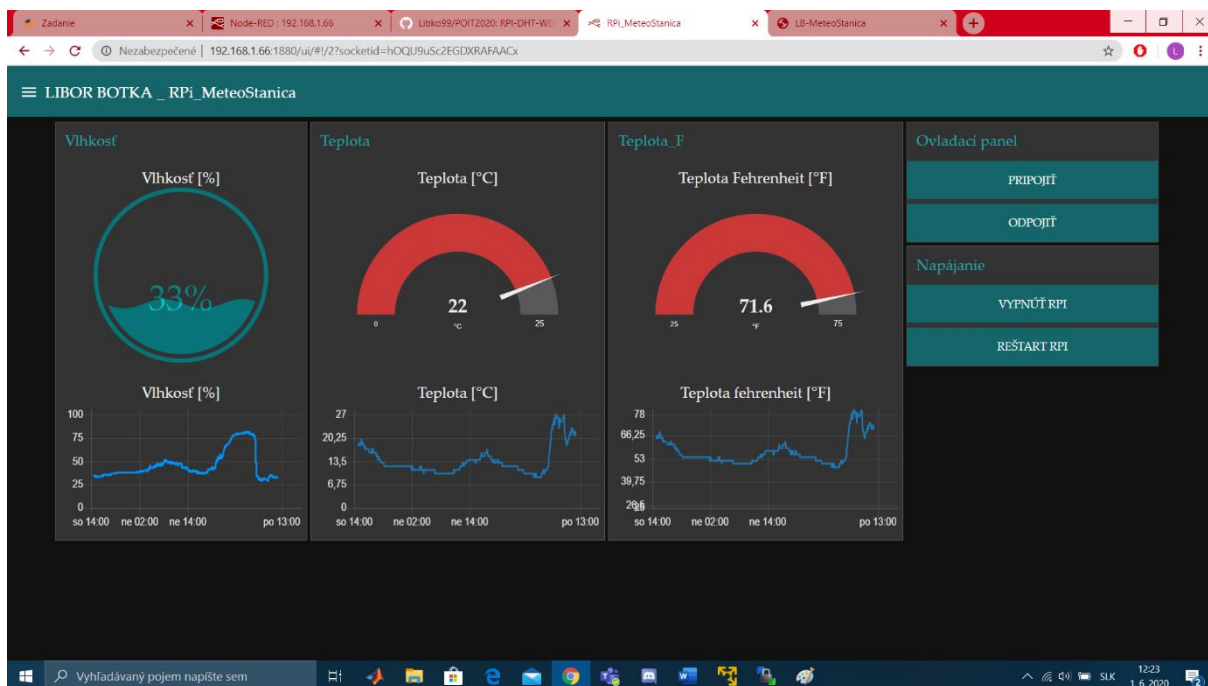 Zadanie
Node-RED : 192.168.1.66
Libko99/POIT2020: RPI-DHT-WE
RPi_MeteoStanica
LB-MeteoStanica
Nezabezpečené | 192.168.1.66:1880/ui/#!/2?socketid=hOQU9uSc2EGDXRAFAACx
L
LIBOR BOTKA _ RPi_MeteoStanica
Vlhkosť
Vlhkosť [%]
33%
Vlhkosť [%]
100
75
50
25
0
so 14:00 ne 02:00 ne 14:00 po 13:00
Teplota
Teplota [°C]
22
0 °C 25
Teplota [°C]
27
20,25
13,5
6,75
0
so 14:00 ne 02:00 ne 14:00 po 13:00
Teplota_F
Teplota Fehrenheit [°F]
71.6
25 °F 75
Teplota fehrenheit [°F]
78
66,25
53
39,75
so 14:00 ne 02:00 ne 14:00 po 13:00
Ovladací panel
PRIPOJIŤ
ODPOJIŤ
Napájanie
VYPNÚŤ RPI
REŠTART RPI
Vyhľadávaný pojem napíšte sem
SLK
12:23
1. 6. 2020
2